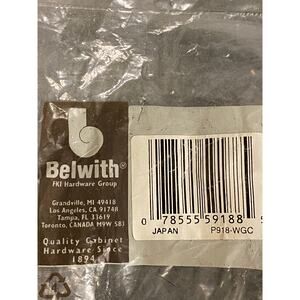 Belwith®
FKI Hardware Group
Grandville, MI 49418
Los Angeles, CA 91748
Tampa, FL 33619
Toronto, CANADA M9W 5B3
Quality Cabinet
Hardware Since
1894
0 78555 59188 5
JAPAN P918-WGC